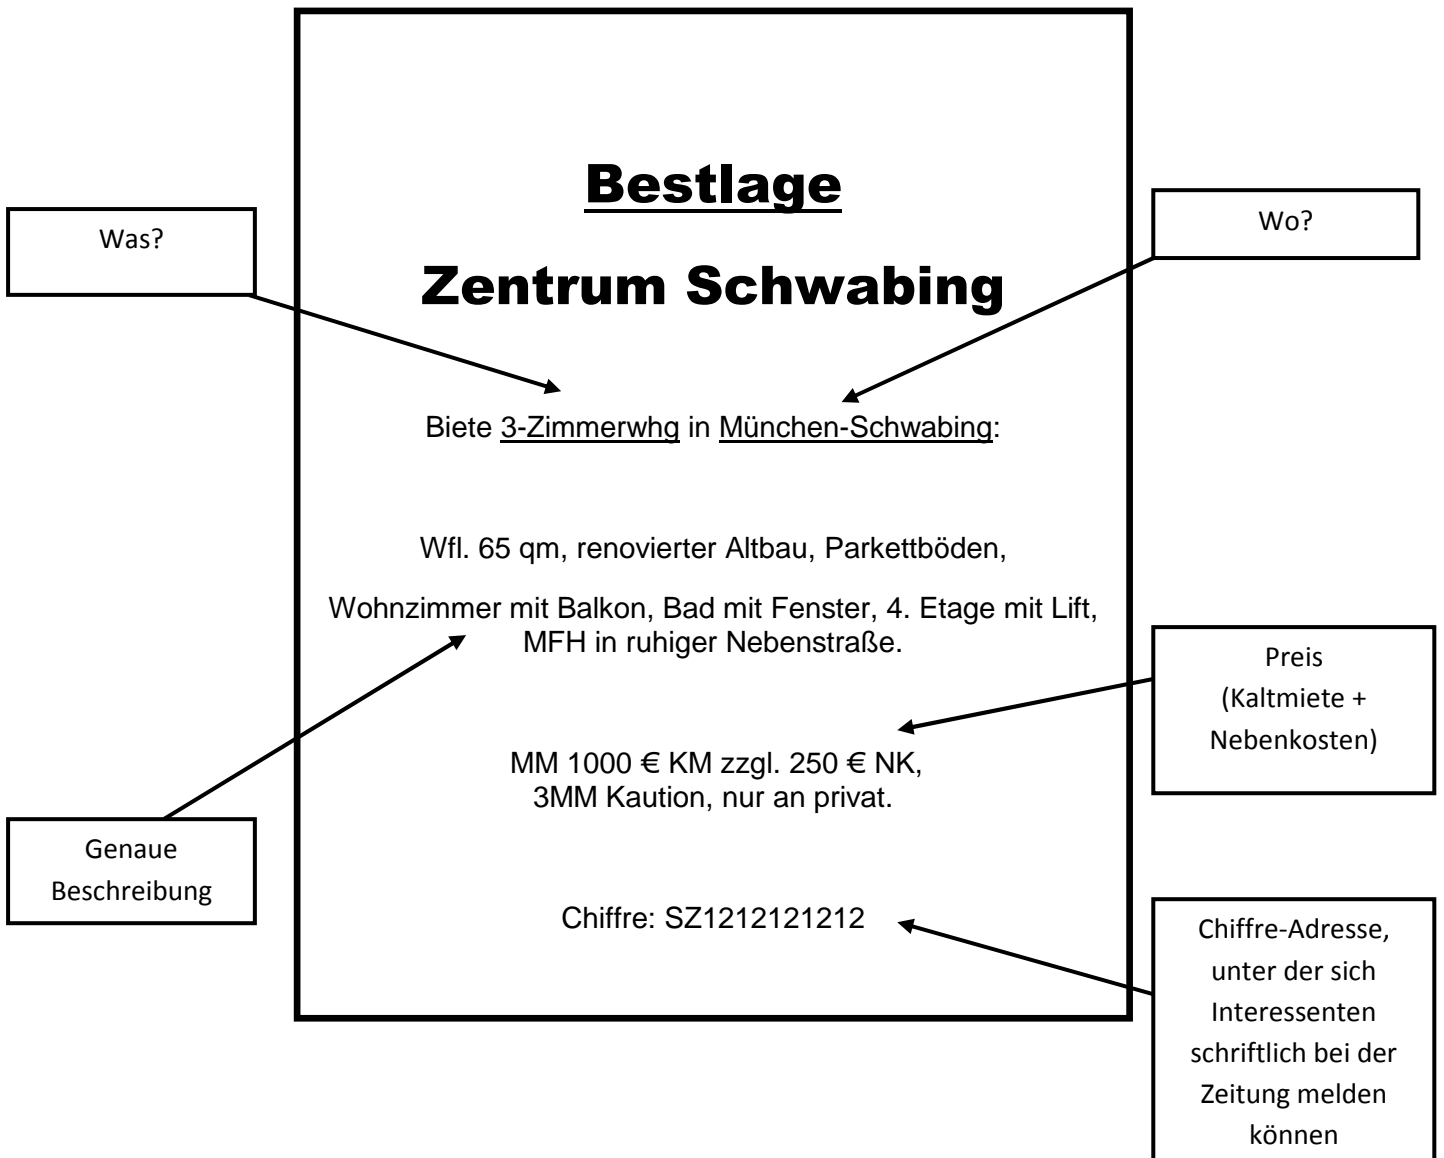 Bestlage
Zentrum Schwabing
Was?
Wo?
Biete 3-Zimmerwhg in München-Schwabing:
Wfl. 65 qm, renovierter Altbau, Parkettböden,
Wohnzimmer mit Balkon, Bad mit Fenster, 4. Etage mit Lift,
MFH in ruhiger Nebenstraße.
Preis
(Kaltmiete +
Nebenkosten)
MM 1000 € KM zzgl. 250 € NK,
3MM Kaution, nur an privat.
Genaue
Beschreibung
Chiffre: SZ1212121212
Chiffre-Adresse,
unter der sich
Interessenten
schriftlich bei der
Zeitung melden
können